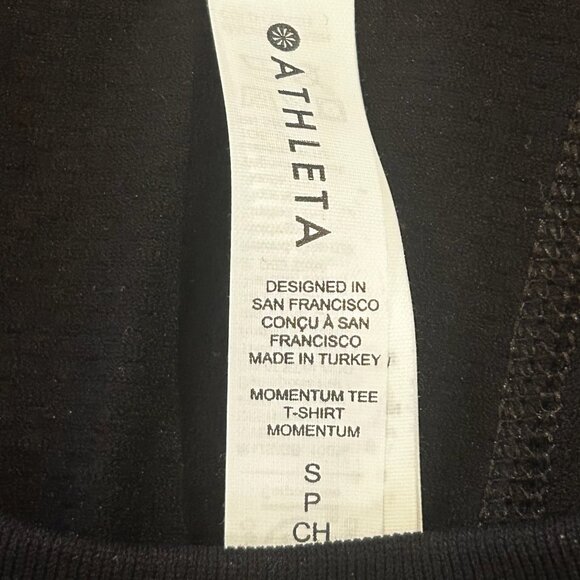 ATHLETA
DESIGNED IN
SAN FRANCISCO
CONÇU À SAN
FRANCISCO
MADE IN TURKEY
MOMENTUM TEE
T-SHIRT
MOMENTUM
S
P
CH